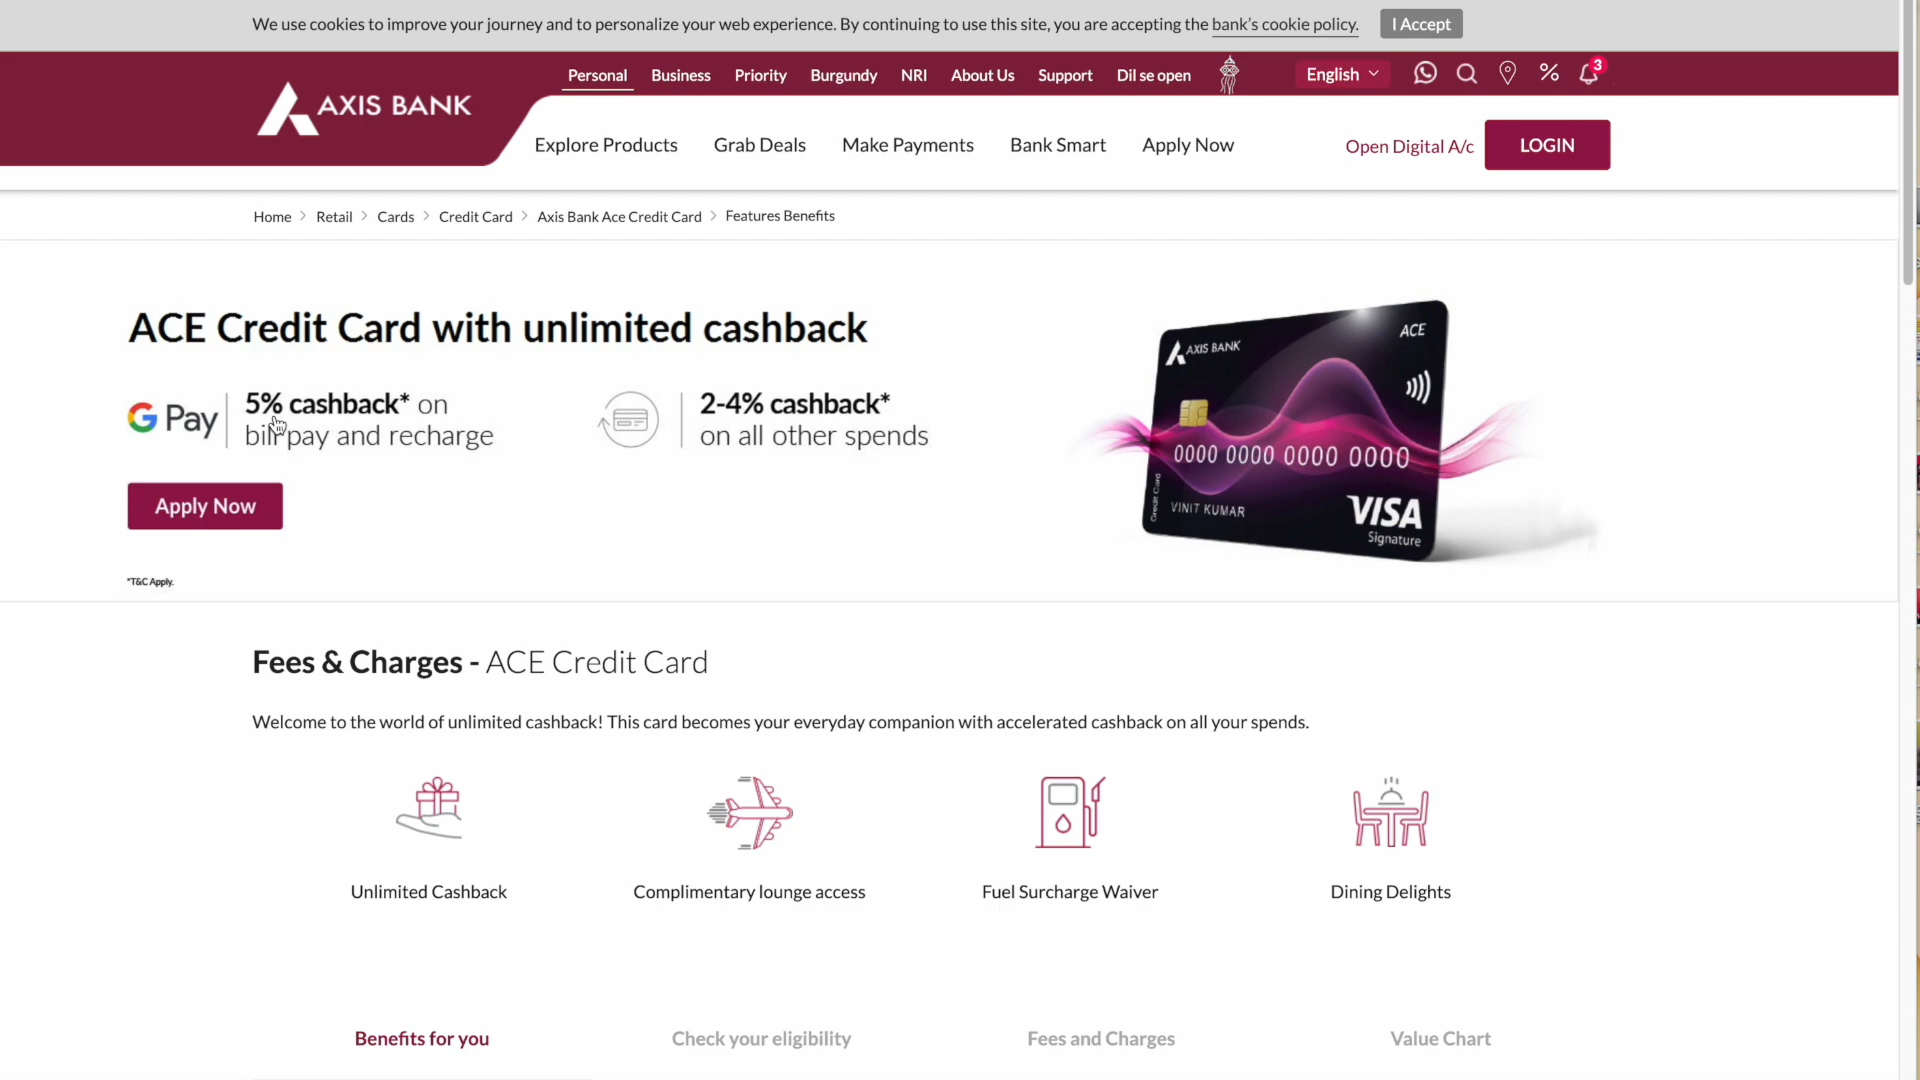 We use cookies to improve your journey and to personalize your web experience. By continuing to use this site, you are accepting the bank's cookie policy. I Accept
Personal Business Priority Burgundy NRI About Us Support Dil se open English 3
AXIS BANK
Explore Products Grab Deals Make Payments Bank Smart Apply Now Open Digital A/c LOGIN
Home > Retail > Cards > Credit Card > Axis Bank Ace Credit Card > Features Benefits
ACE Credit Card with unlimited cashback
G Pay
5% cashback* on
bill pay and recharge
2-4% cashback*
on all other spends
Apply Now
*T&C Apply.
AXIS BANK
ACE
0000 0000 0000 0000
Credit Card
VINIT KUMAR
VISA
Signature
Fees & Charges - ACE Credit Card
Welcome to the world of unlimited cashback! This card becomes your everyday companion with accelerated cashback on all your spends.
Unlimited Cashback Complimentary lounge access Fuel Surcharge Waiver Dining Delights
Benefits for you Check your eligibility Fees and Charges Value Chart